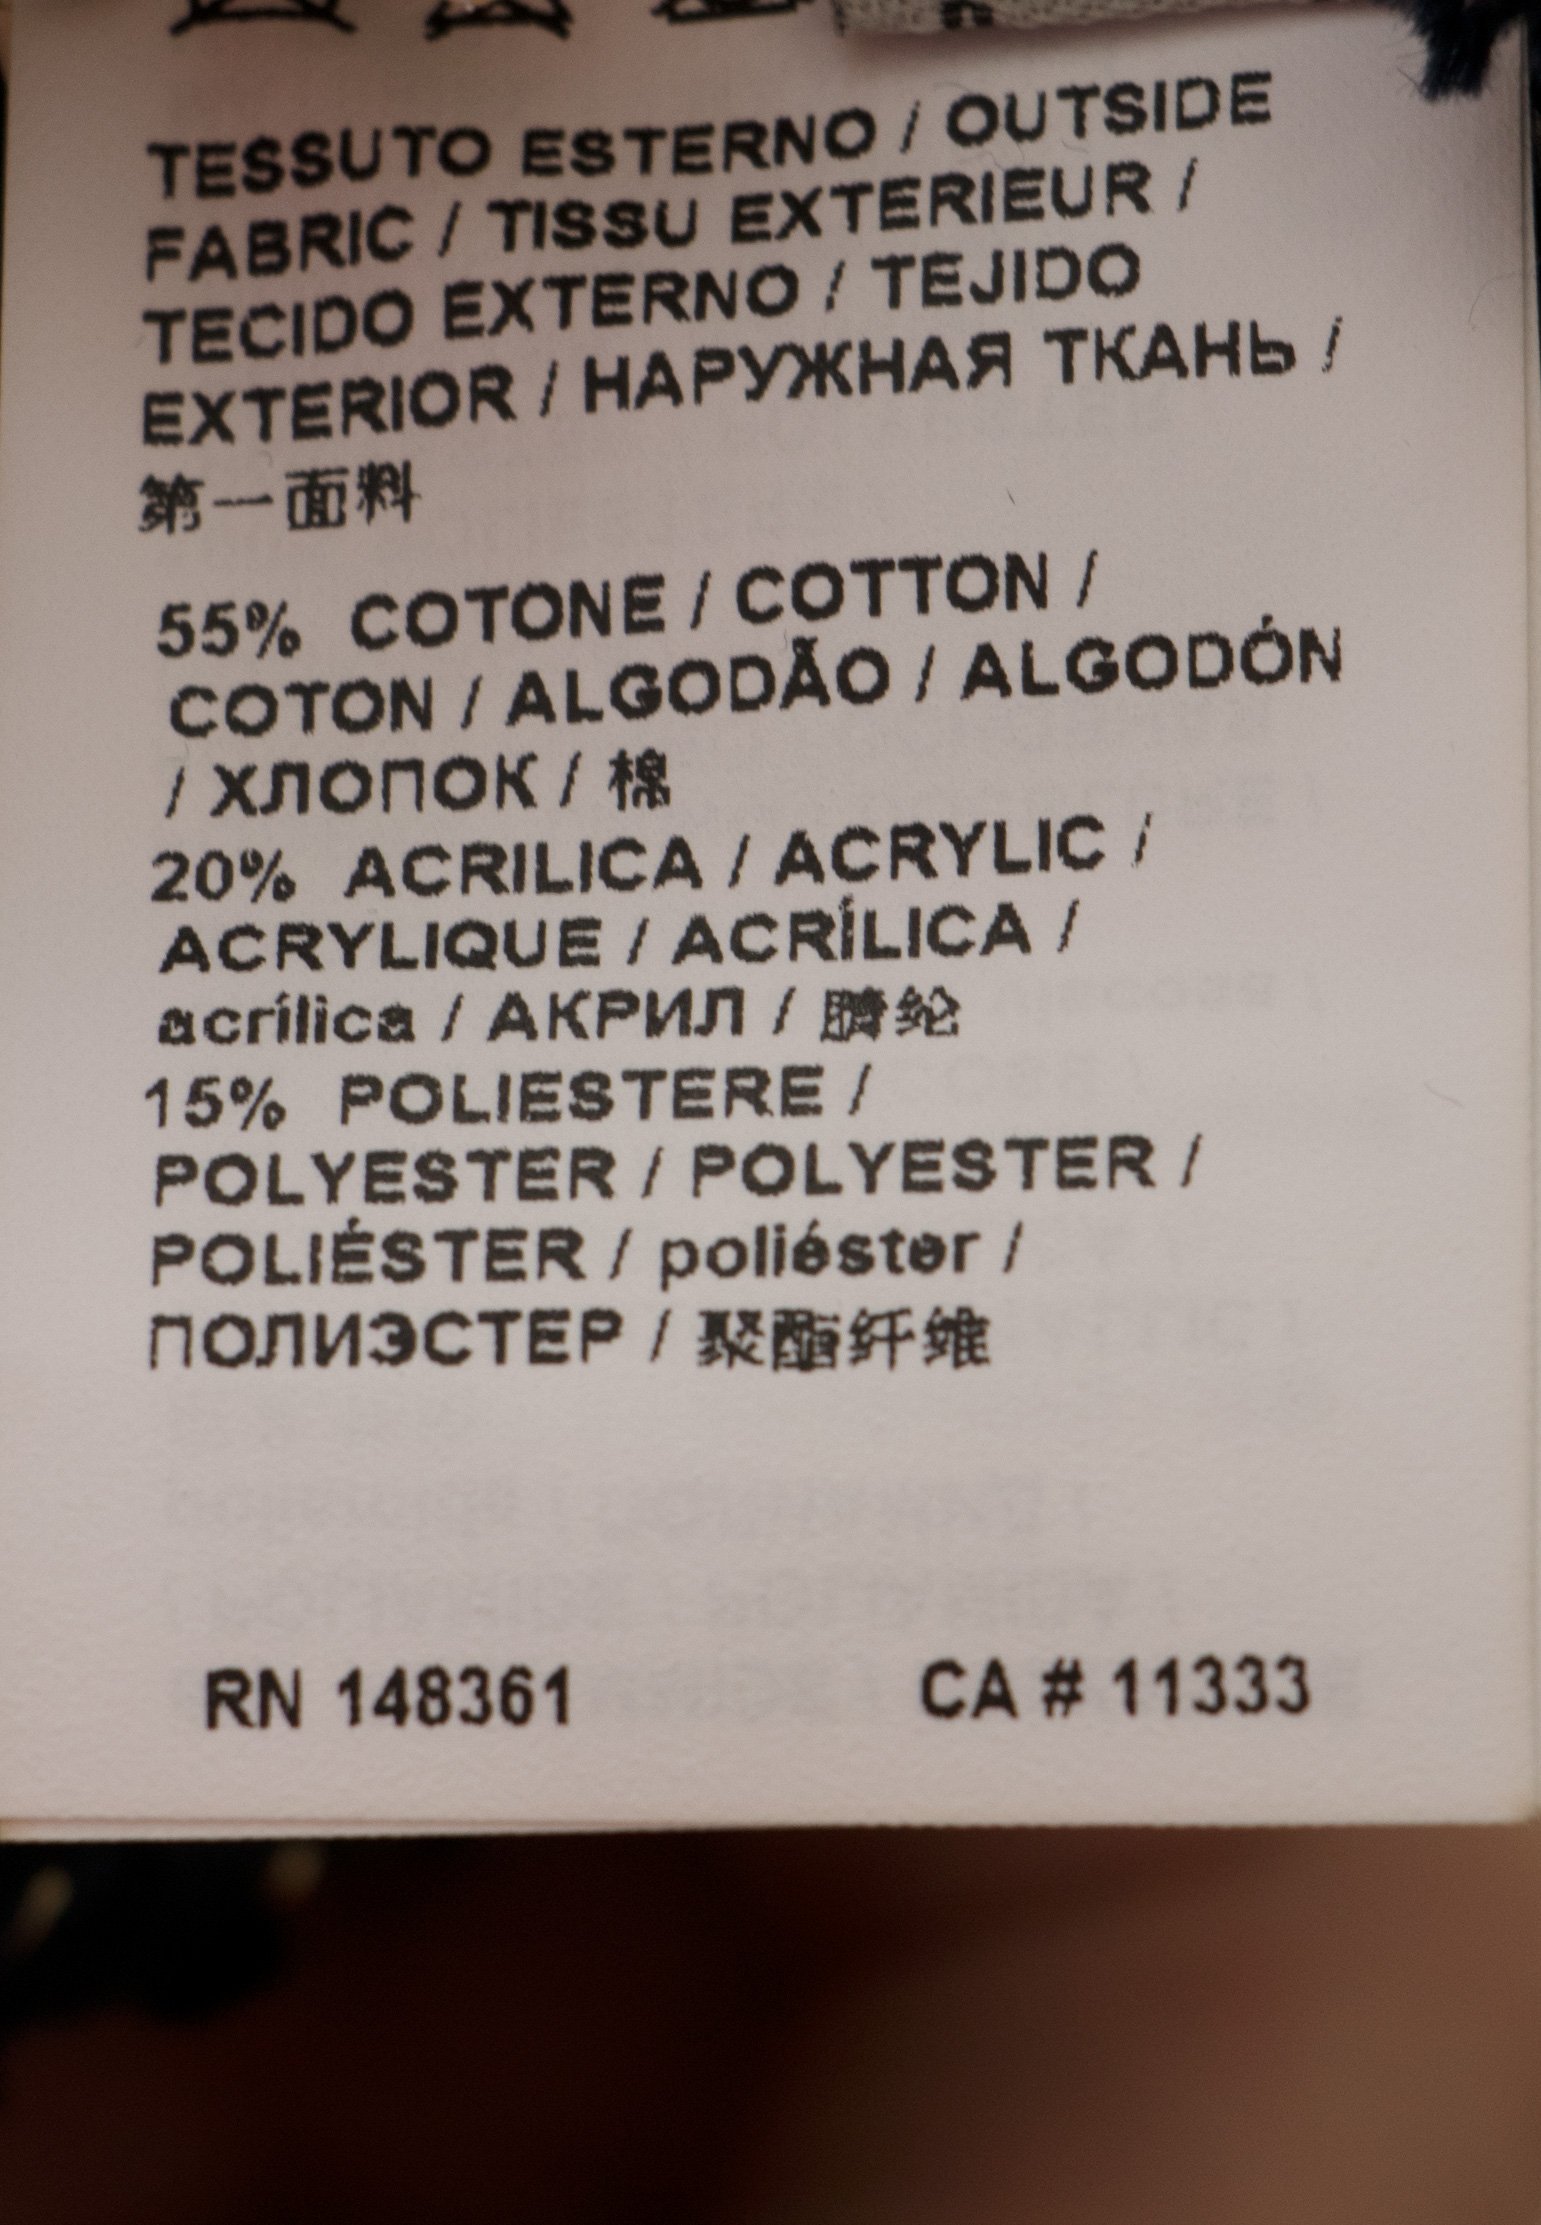 TESSUTO ESTERNO / OUTSIDE
FABRIC / TISSU EXTERIEUR /
TECIDO EXTERNO / TEJIDO
EXTERIOR / НАРУЖНАЯ ТКАНЬ /
第一面料
55% COTONE / COTTON /
COTON / ALGODÃO / ALGODÓN
/ ХЛОПОК / 棉
20% ACRILICA / ACRYLIC /
ACRYLIQUE / ACRÍLICA /
acrílica / АКРИЛ / 腈纶
15% POLIESTERE /
POLYESTER / POLYESTER /
POLIÉSTER / poliéster /
ПОЛИЭСТЕР / 聚酯纤维
RN 148361 CA # 11333